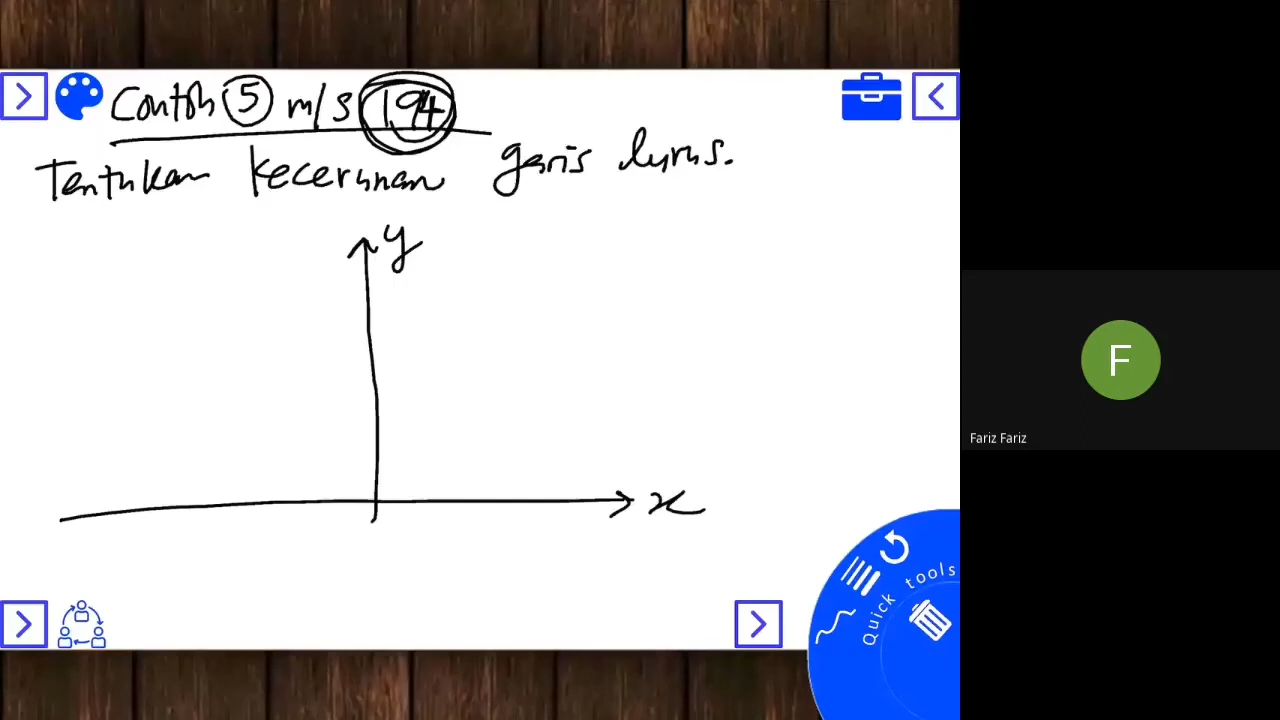 Contoh 5 m/s 194
Tentukan kecerunan garis lurus.
y
x
Quick tools
F
Fariz Fariz